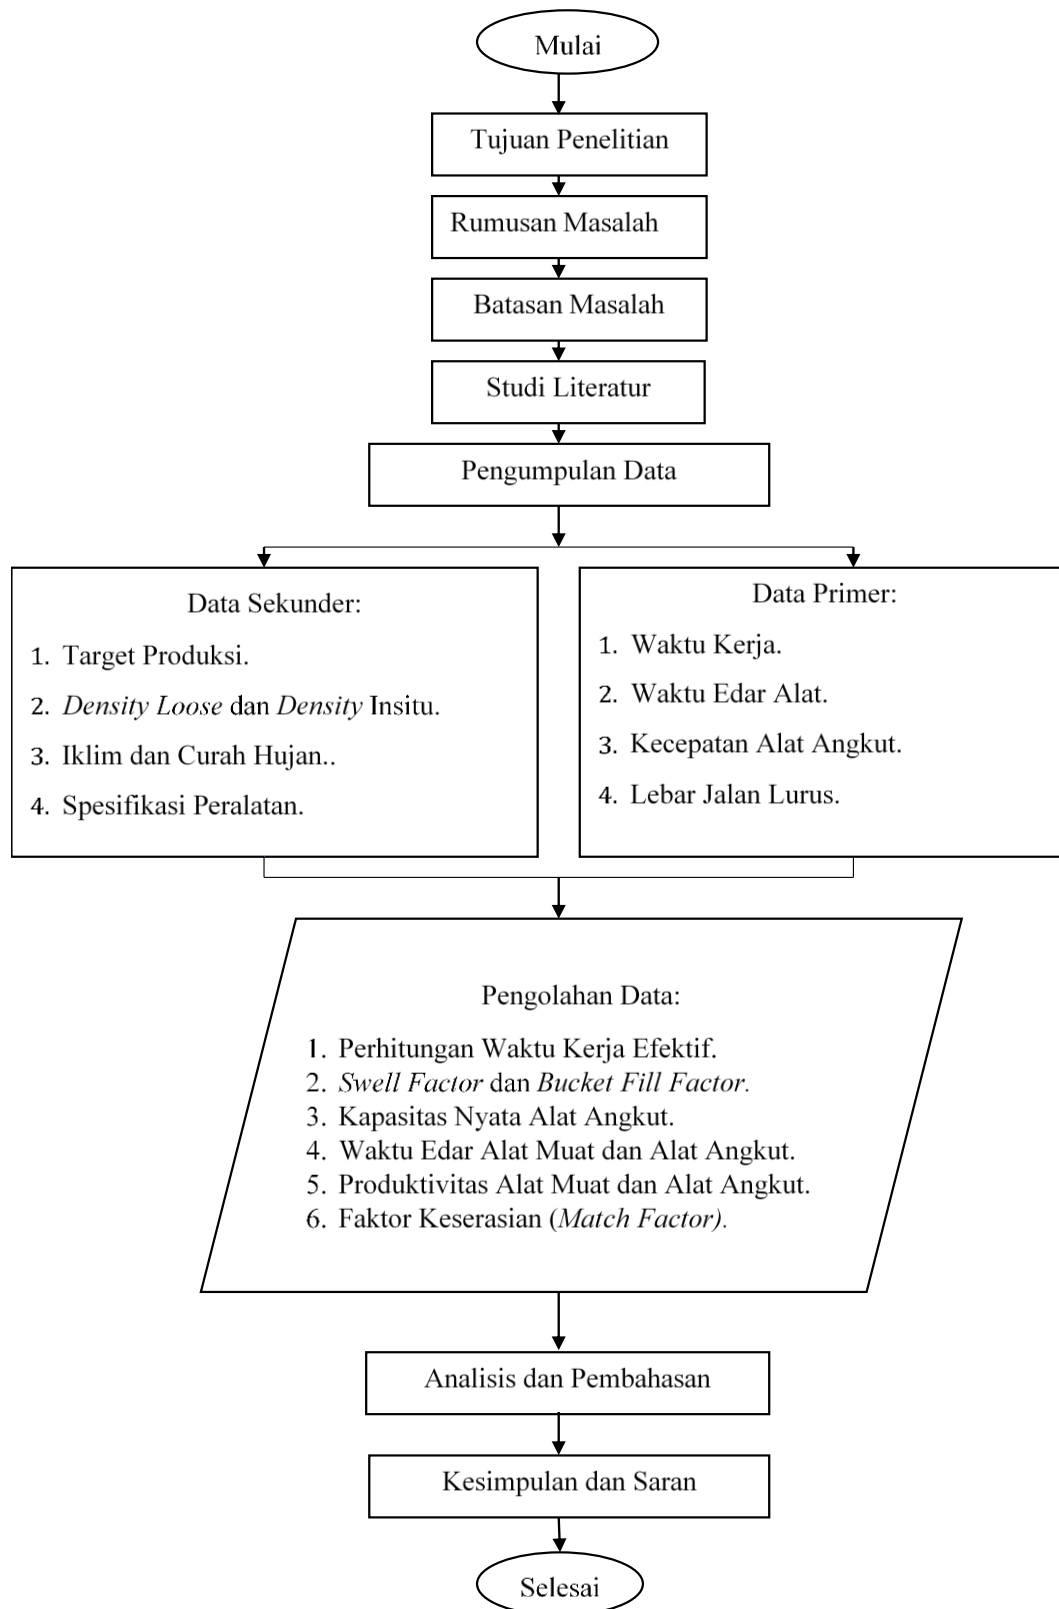 Mulai
Tujuan Penelitian
Rumusan Masalah
Batasan Masalah
Studi Literatur
Pengumpulan Data
Data Sekunder:
1. Target Produksi.
2. Density Loose dan Density Insitu.
3. Iklim dan Curah Hujan..
4. Spesifikasi Peralatan.
Data Primer:
1. Waktu Kerja.
2. Waktu Edar Alat.
3. Kecepatan Alat Angkut.
4. Lebar Jalan Lurus.
Pengolahan Data:
1. Perhitungan Waktu Kerja Efektif.
2. Swell Factor dan Bucket Fill Factor.
3. Kapasitas Nyata Alat Angkut.
4. Waktu Edar Alat Muat dan Alat Angkut.
5. Produktivitas Alat Muat dan Alat Angkut.
6. Faktor Keserasian (Match Factor).
Analisis dan Pembahasan
Kesimpulan dan Saran
Selesai